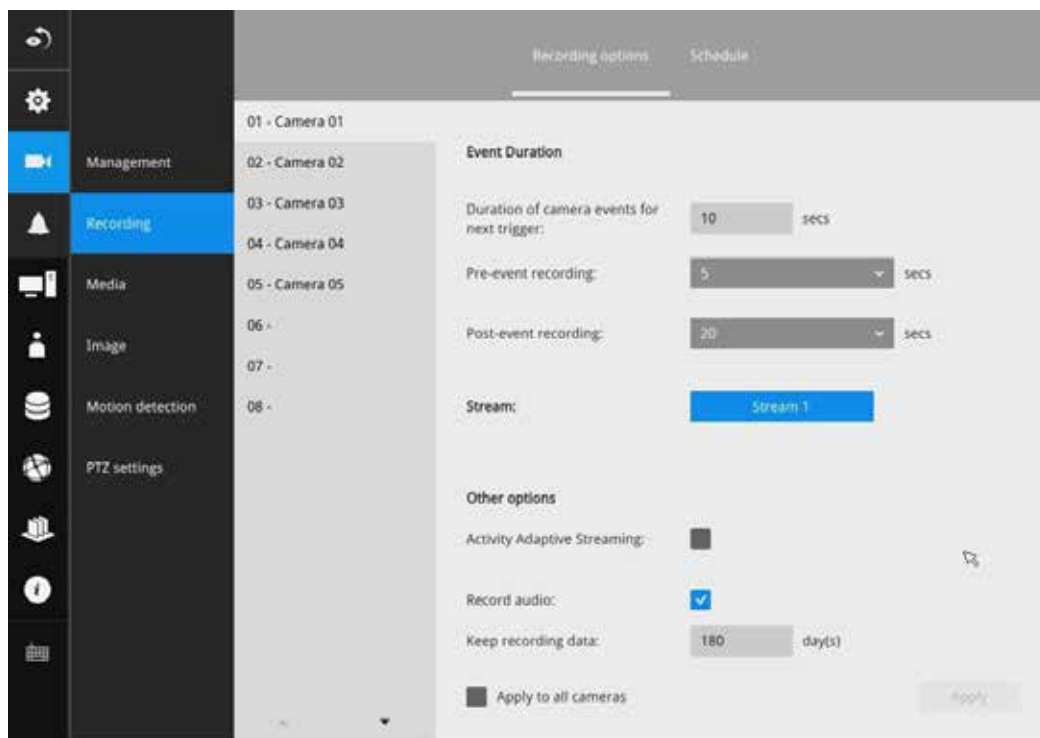 Recording options
Schedule
Management
Recording
Media
Image
Motion detection
PTZ settings
01 - Camera 01
02 - Camera 02
03 - Camera 03
04 - Camera 04
05 - Camera 05
06 -
07 -
08 -
Event Duration
Duration of camera events for
next trigger:
10 secs
Pre-event recording: 5 secs
Post-event recording: 20 secs
Stream: Stream 1
Other options
Activity Adaptive Streaming:
Record audio:
Keep recording data: 180 day(s)
Apply to all cameras
Apply